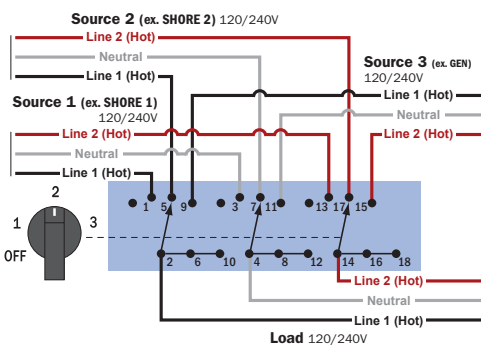 Source 2 (ex. SHORE 2) 120/240V
Line 2 (Hot)
Neutral
Line 1 (Hot)
Source 3 (ex. GEN)
120/240V
Line 1 (Hot)
Neutral
Line 2 (Hot)
Source 1 (ex. SHORE 1)
120/240V
Line 2 (Hot)
Neutral
Line 1 (Hot)
1 5 9 3 7 11 13 17 15
2
1 3
OFF
2 6 10 4 8 12 14 16 18
Line 2 (Hot)
Neutral
Line 1 (Hot)
Load 120/240V